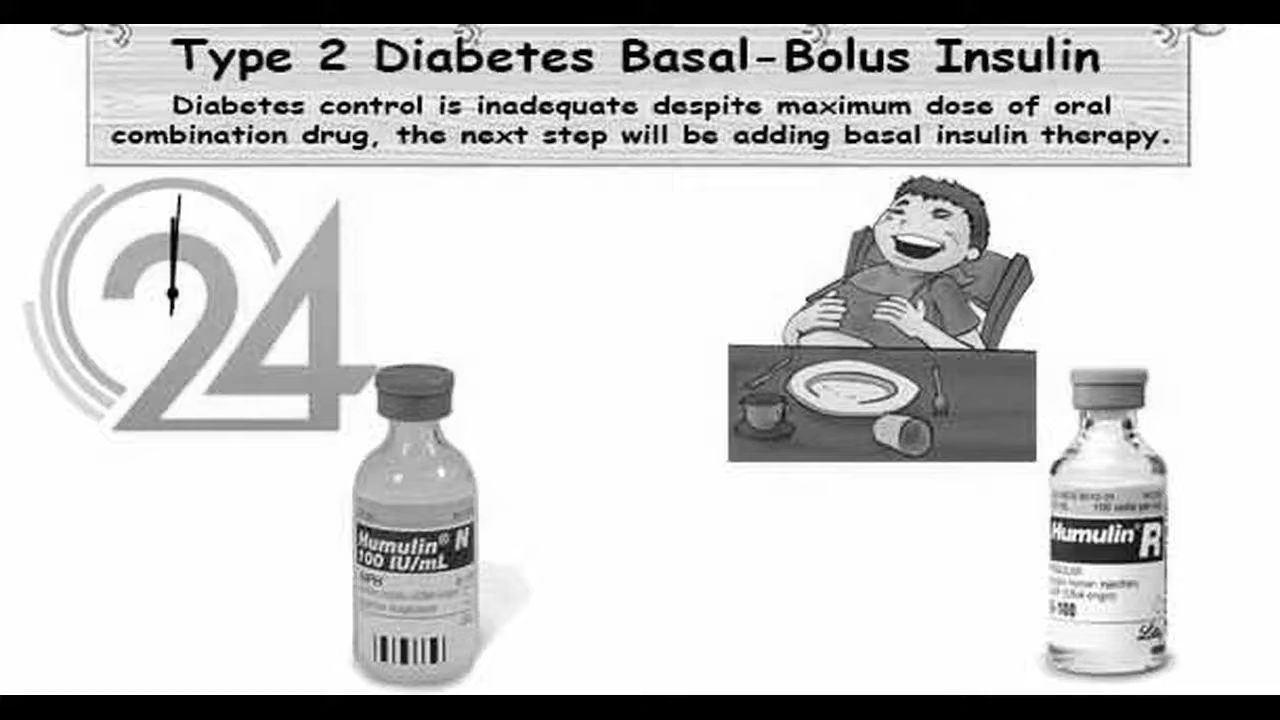 Type 2 Diabetes Basal-Bolus Insulin
Diabetes control is inadequate despite maximum dose of oral
combination drug, the next step will be adding basal insulin therapy.
24
Humulin® N
100 IU/mL
Humulin R